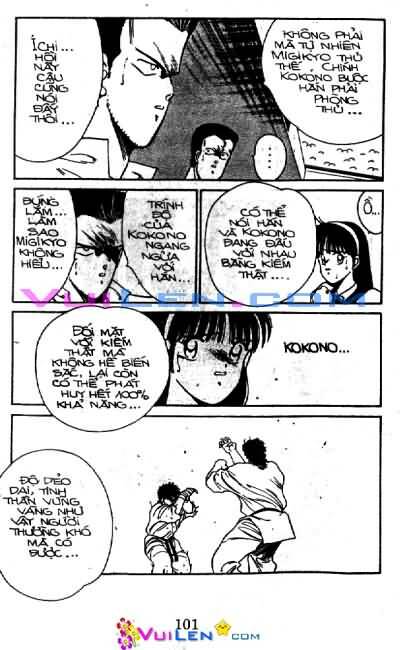 ÍCHI...
HỒI
NÃY
CẬU
CŨNG
NÓI
ĐẤY
THÔI...
KHÔNG PHẢI
MÀ TỰ NHIÊN
MIGIKYO THỦ
THẾ, CHÍNH
KOKONO BUỘC
HẮN PHẢI
PHÒNG
THỦ...
ĐÚNG
LẮM...
LÀM
SAO
MIGIKYO
KHÔNG
HIỂU...
TRÌNH
ĐỘ
CỦA
KOKONO
NGANG
NGỬA
VỚI
HẮN...
CÓ THỂ
NÓI HẮN
VÀ KOKONO
ĐANG ĐẤU
VỚI NHAU
BẰNG KIẾM
THẬT....
Ồ...
VUILEN.COM
ĐỐI MẶT
VỚI KIẾM
THẬT MÀ
KHÔNG HỀ BIẾN
SẮC, LẠI CÒN
CÓ THỂ PHÁT
HUY HẾT 100%
KHẢ NĂNG...
KOKONO...
ĐỘ DẺO
DAI, TINH
THẦN VỮNG
VÀNG NHƯ
VẬY NGƯỜI
THƯỜNG KHÓ
MÀ CÓ
ĐƯỢC...
101
VUILEN.COM